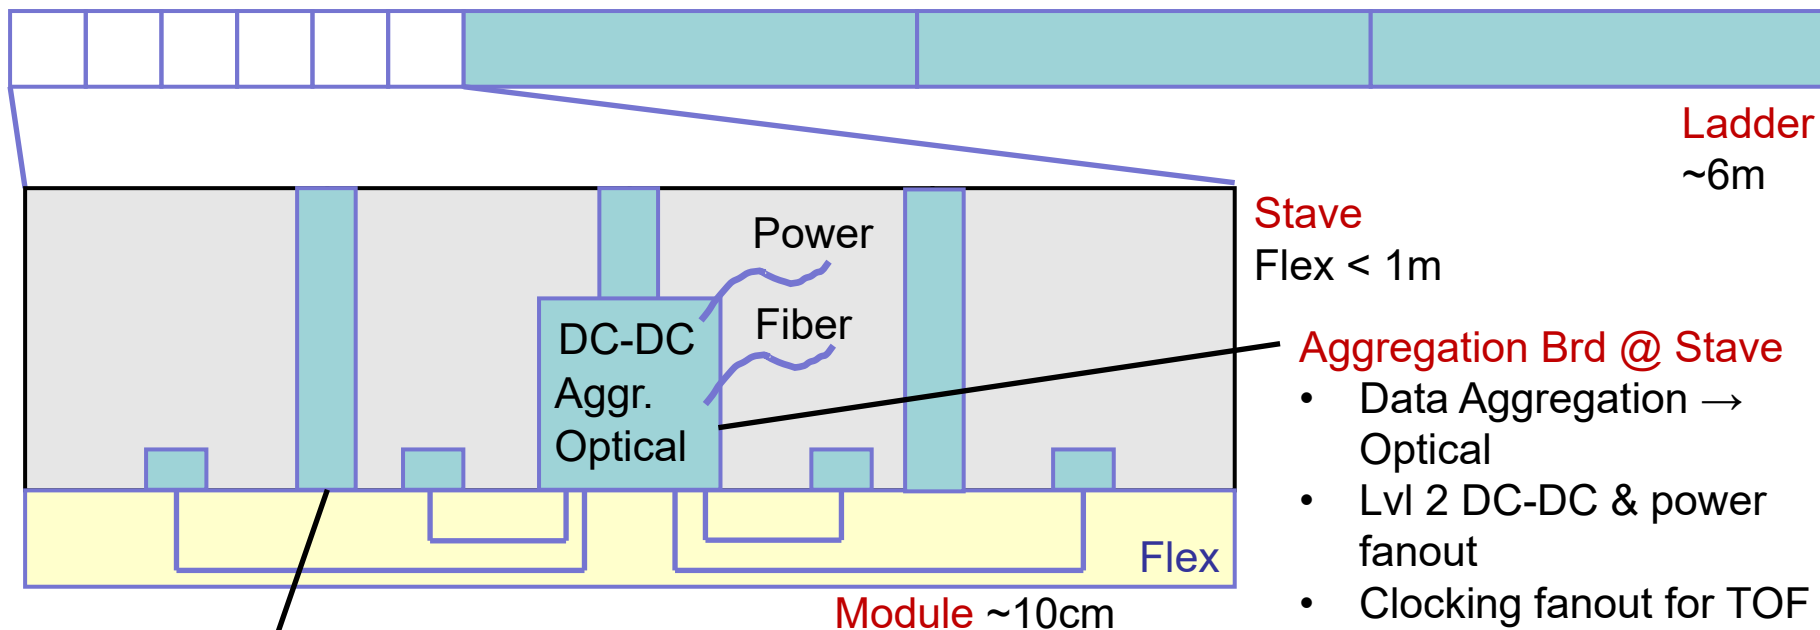 Ladder
~6m
Stave
Flex < 1m
Power
Fiber
DC-DC
Aggr.
Optical
Aggregation Brd @ Stave
• Data Aggregation →
Optical
• Lvl 2 DC-DC & power
fanout
• Clocking fanout for TOF
Flex
Module ~10cm